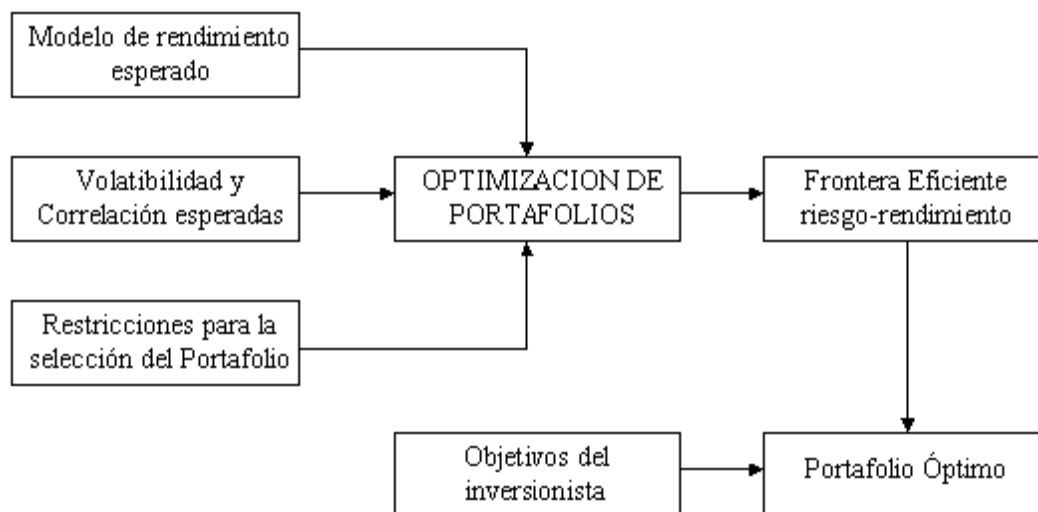 Modelo de rendimiento
esperado
Volatibilidad y
Correlación esperadas
OPTIMIZACION DE
PORTAFOLIOS
Frontera Eficiente
riesgo-rendimiento
Restricciones para la
selección del Portafolio
Objetivos del
inversionista
Portafolio Óptimo